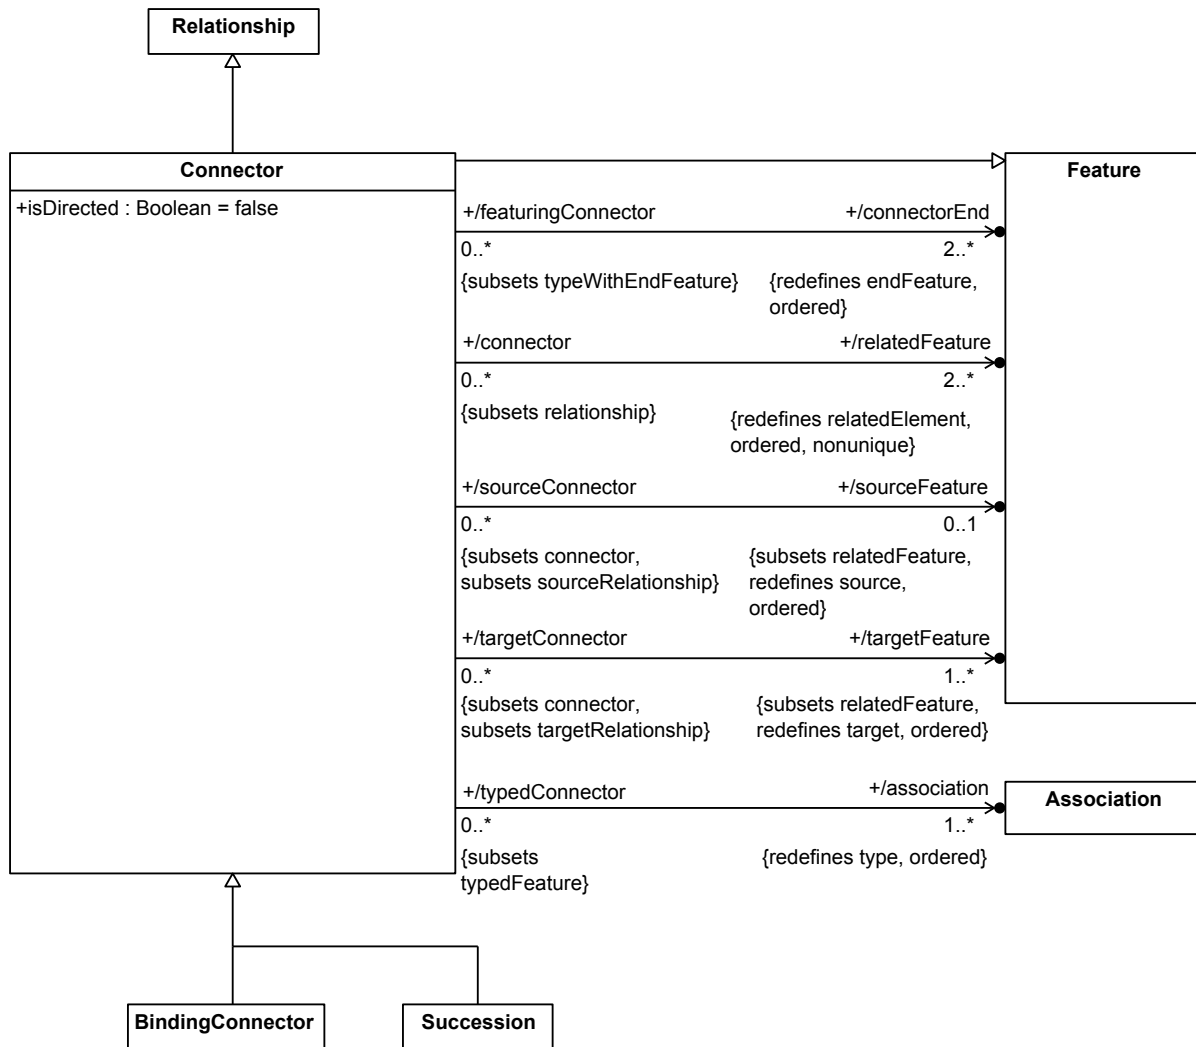 Relationship
Connector
Feature
+isDirected : Boolean = false
+/featuringConnector
+/connectorEnd
0..*
2..*
{subsets typeWithEndFeature}
{redefines endFeature,
ordered}
+/connector
+/relatedFeature
0..*
2..*
{subsets relationship}
{redefines relatedElement,
ordered, nonunique}
+/sourceConnector
+/sourceFeature
0..*
0..1
{subsets connector,
subsets sourceRelationship}
{subsets relatedFeature,
redefines source,
ordered}
+/targetConnector
+/targetFeature
0..*
1..*
{subsets connector,
subsets targetRelationship}
{subsets relatedFeature,
redefines target, ordered}
+/typedConnector
+/association
Association
0..*
1..*
{subsets
typedFeature}
{redefines type, ordered}
BindingConnector
Succession